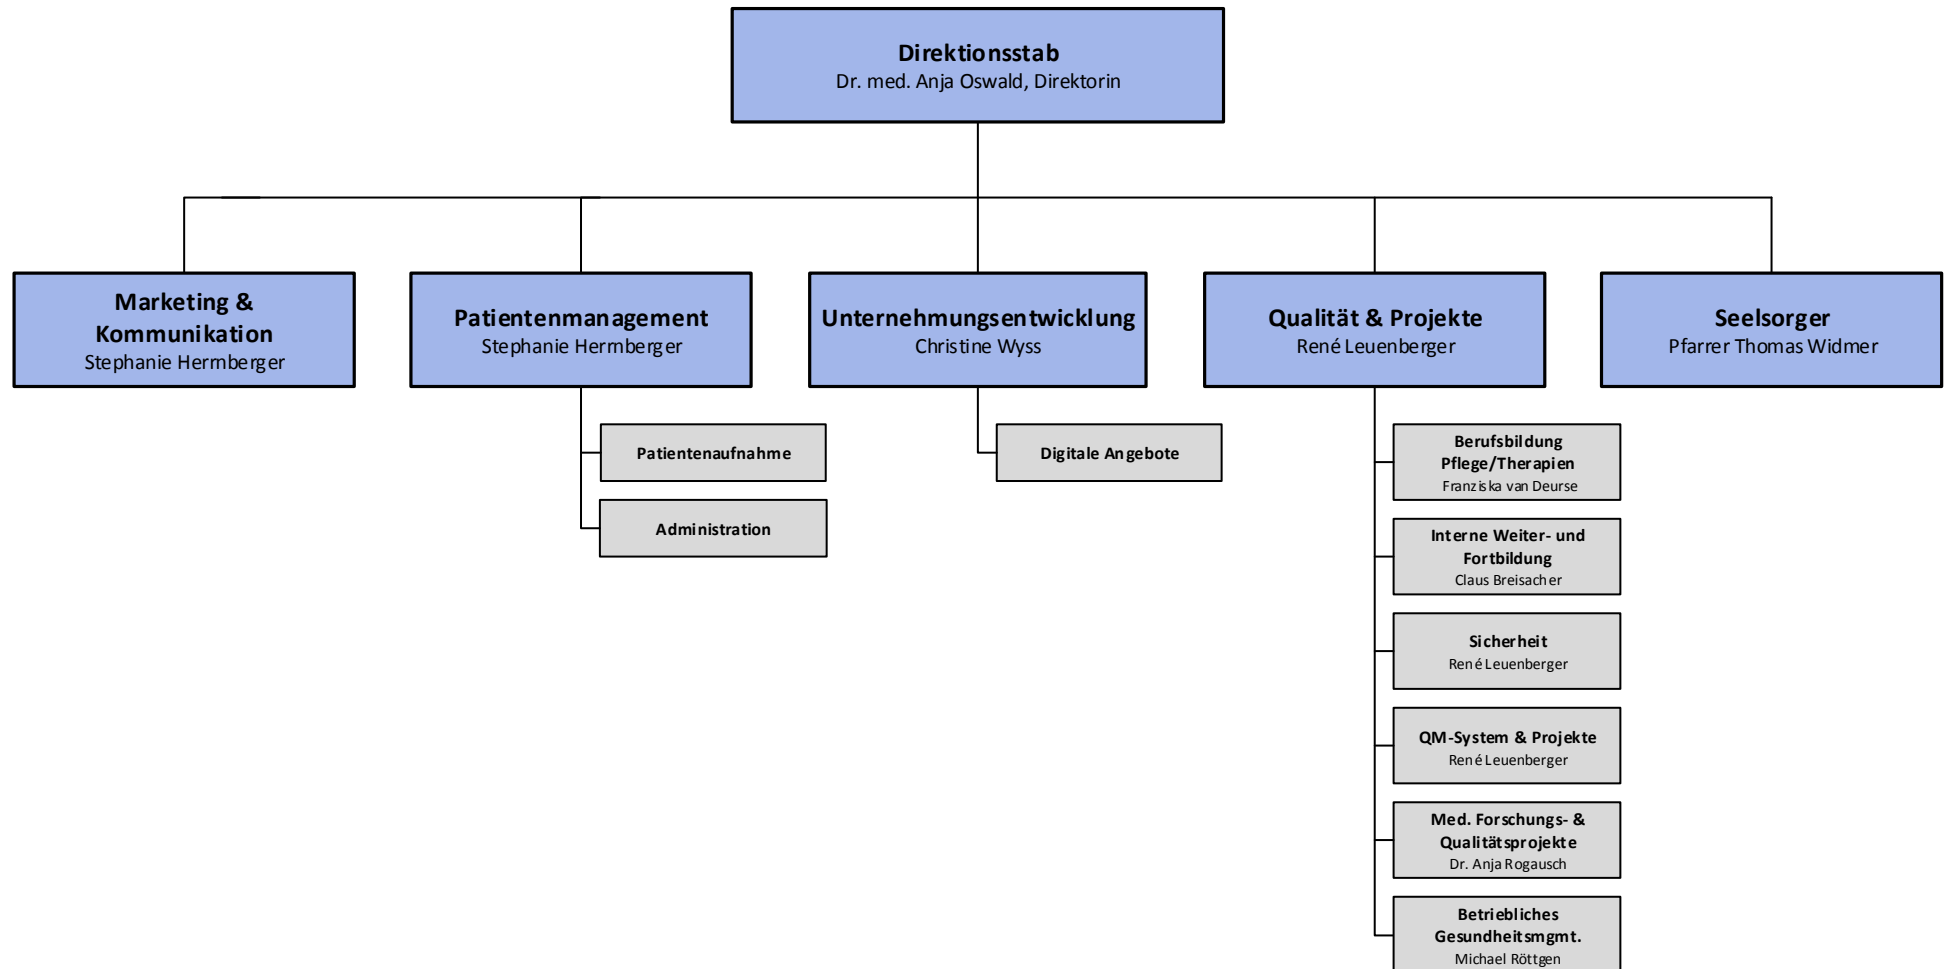 Direktionsstab
Dr. med. Anja Oswald, Direktorin
Marketing &
Kommunikation
Stephanie Hermberger
Patientenmanagement
Stephanie Hermberger
Unternehmungsentwicklung
Christine Wyss
Qualität & Projekte
René Leuenberger
Seelsorger
Pfarrer Thomas Widmer
Patientenaufnahme
Administration
Digitale Angebote
Berufsbildung
Pflege/Therapien
Franziska van Deurse
Interne Weiter- und
Fortbildung
Claus Breisacher
Sicherheit
René Leuenberger
QM-System & Projekte
René Leuenberger
Med. Forschungs- &
Qualitätsprojekte
Dr. Anja Rogausch
Betriebliches
Gesundheitsmgmt.
Michael Röttgen